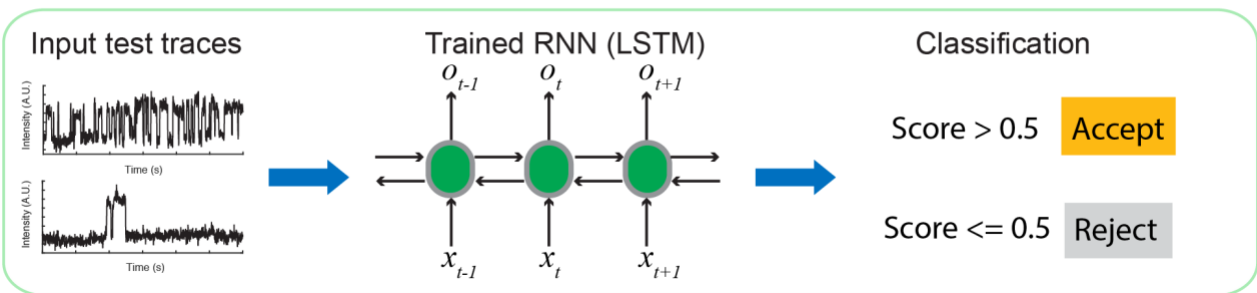 Input test traces
Intensity (A.U.)
Time (s)
Intensity (A.U.)
Time (s)
Trained RNN (LSTM)
o_{t-1} o_t o_{t+1}
x_{t-1} x_t x_{t+1}
Classification
Score > 0.5 Accept
Score <= 0.5 Reject